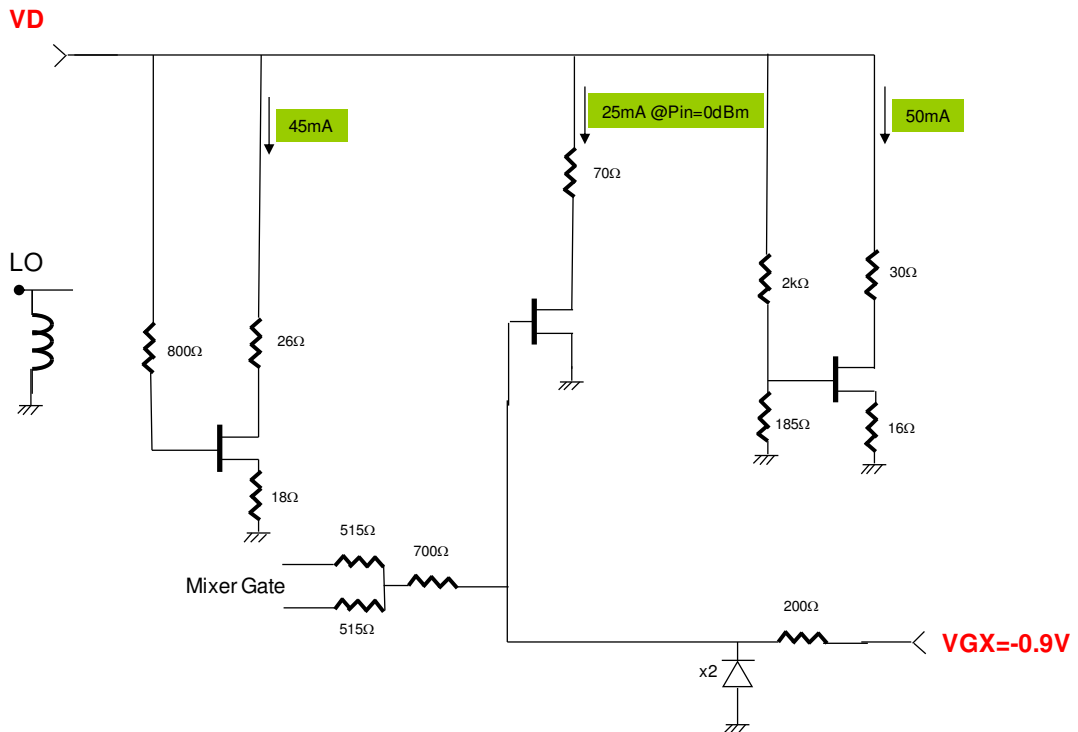 VD
45mA
25mA @Pin=0dBm
50mA
70Ω
LO
2kΩ
30Ω
800Ω
26Ω
185Ω
16Ω
18Ω
515Ω
700Ω
Mixer Gate
515Ω
200Ω
VGX=-0.9V
x2